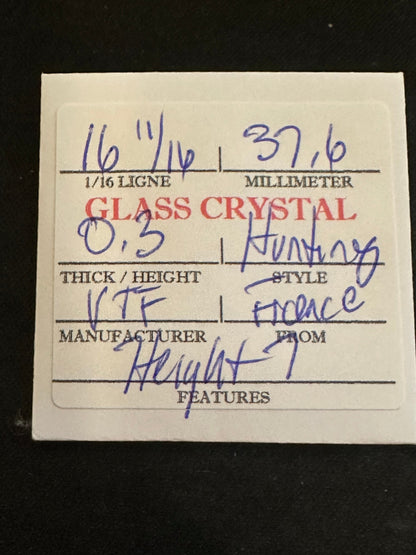 16 11/16 37.6
1/16 LIGNE MILLIMETER
GLASS CRYSTAL
0.3 Hunting
THICK / HEIGHT STYLE
VTF France
MANUFACTURER FROM
Height 7
FEATURES